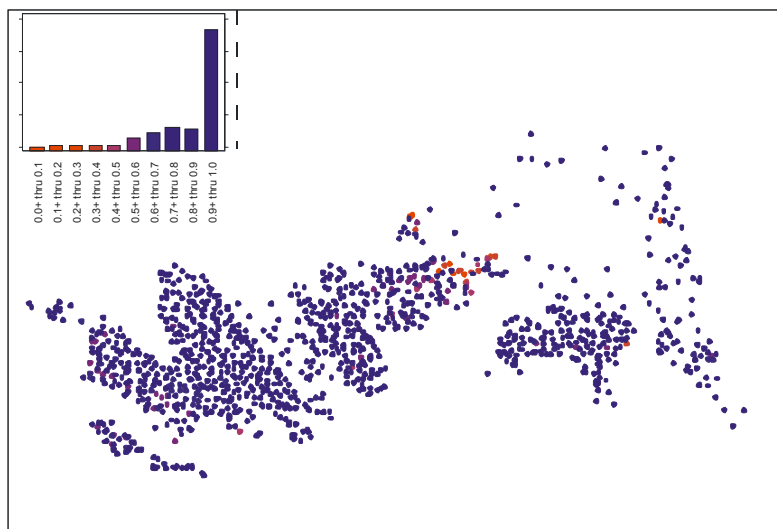 0.0+ thru 0.1
0.1+ thru 0.2
0.2+ thru 0.3
0.3+ thru 0.4
0.4+ thru 0.5
0.5+ thru 0.6
0.6+ thru 0.7
0.7+ thru 0.8
0.8+ thru 0.9
0.9+ thru 1.0